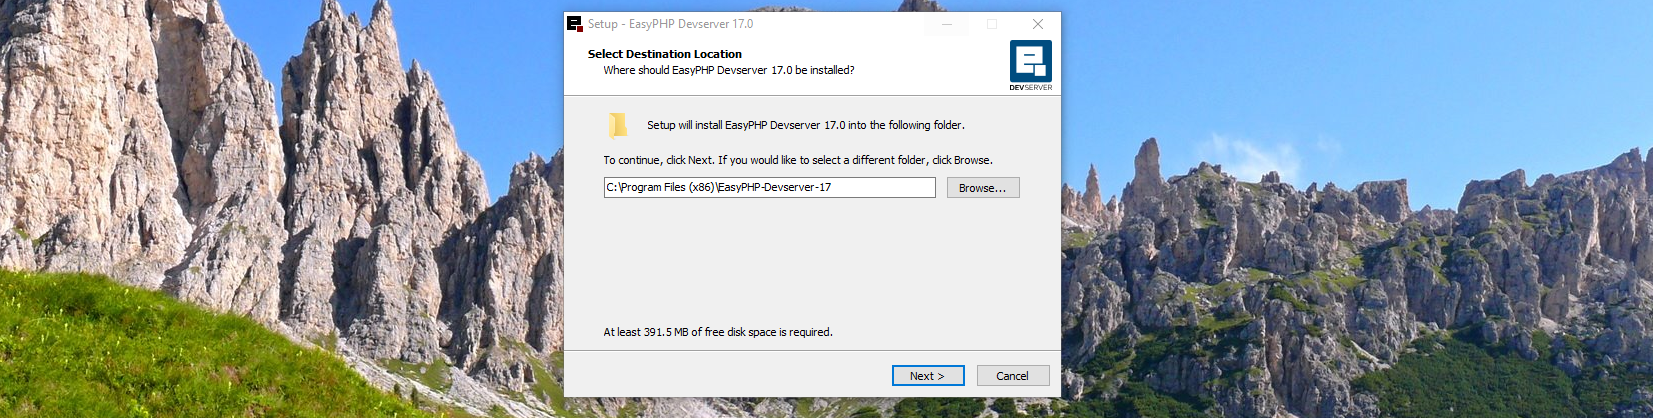 Setup - EasyPHP Devserver 17.0
Select Destination Location
Where should EasyPHP Devserver 17.0 be installed?
DEVSERVER
Setup will install EasyPHP Devserver 17.0 into the following folder.
To continue, click Next. If you would like to select a different folder, click Browse.
C:\Program Files (x86)\EasyPHP-Devserver-17
Browse...
At least 391.5 MB of free disk space is required.
Next >
Cancel